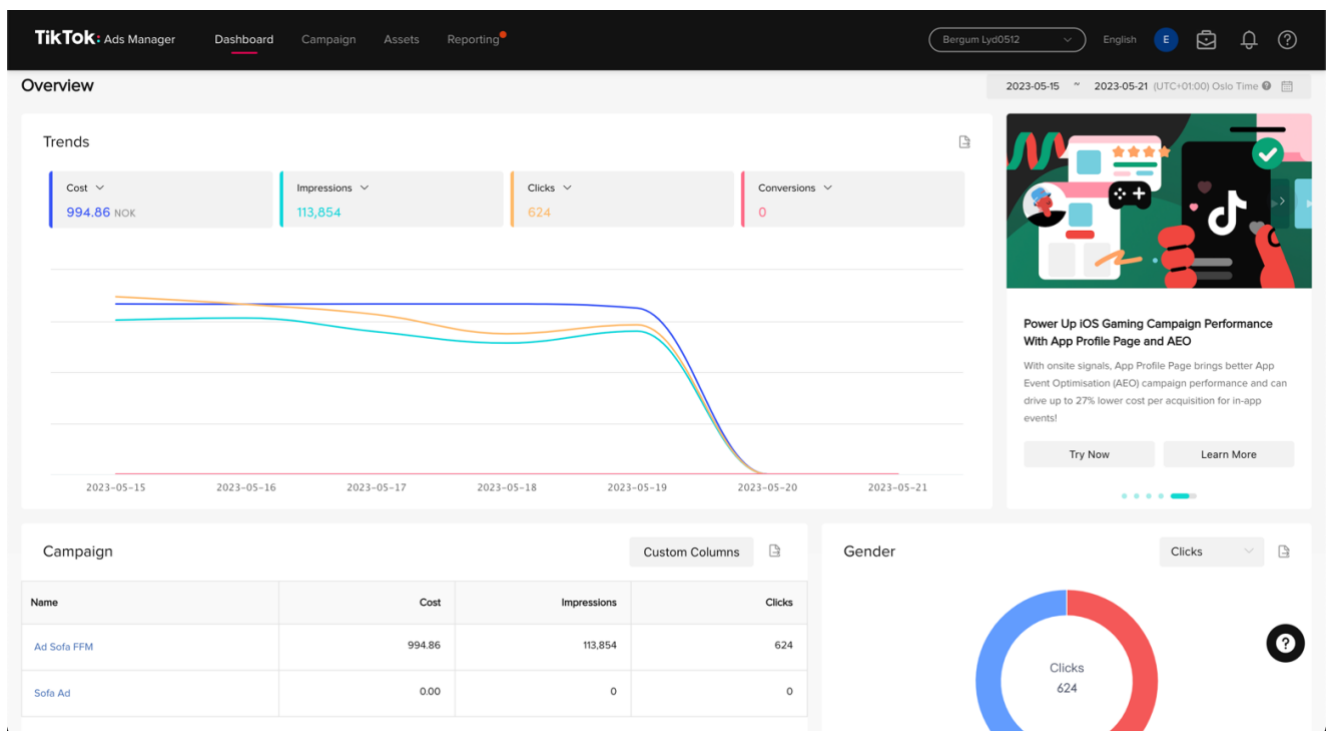 TikTok: Ads Manager Dashboard Campaign Assets Reporting Bergum Lyd0512 English E
Overview
2023-05-15 ~ 2023-05-21 (UTC+01:00) Oslo Time
Trends
Cost Impressions Clicks Conversions
994.86 NOK 113,854 624 0
2023-05-15 2023-05-16 2023-05-17 2023-05-18 2023-05-19 2023-05-20 2023-05-21
Power Up iOS Gaming Campaign Performance
With App Profile Page and AEO
With onsite signals, App Profile Page brings better App
Event Optimisation (AEO) campaign performance and can
drive up to 27% lower cost per acquisition for in-app
events!
Try Now Learn More
Campaign Custom Columns
Name Cost Impressions Clicks
Ad Sofa FFM 994.86 113,854 624
Sofa Ad 0.00 0 0
Gender Clicks
Clicks
624